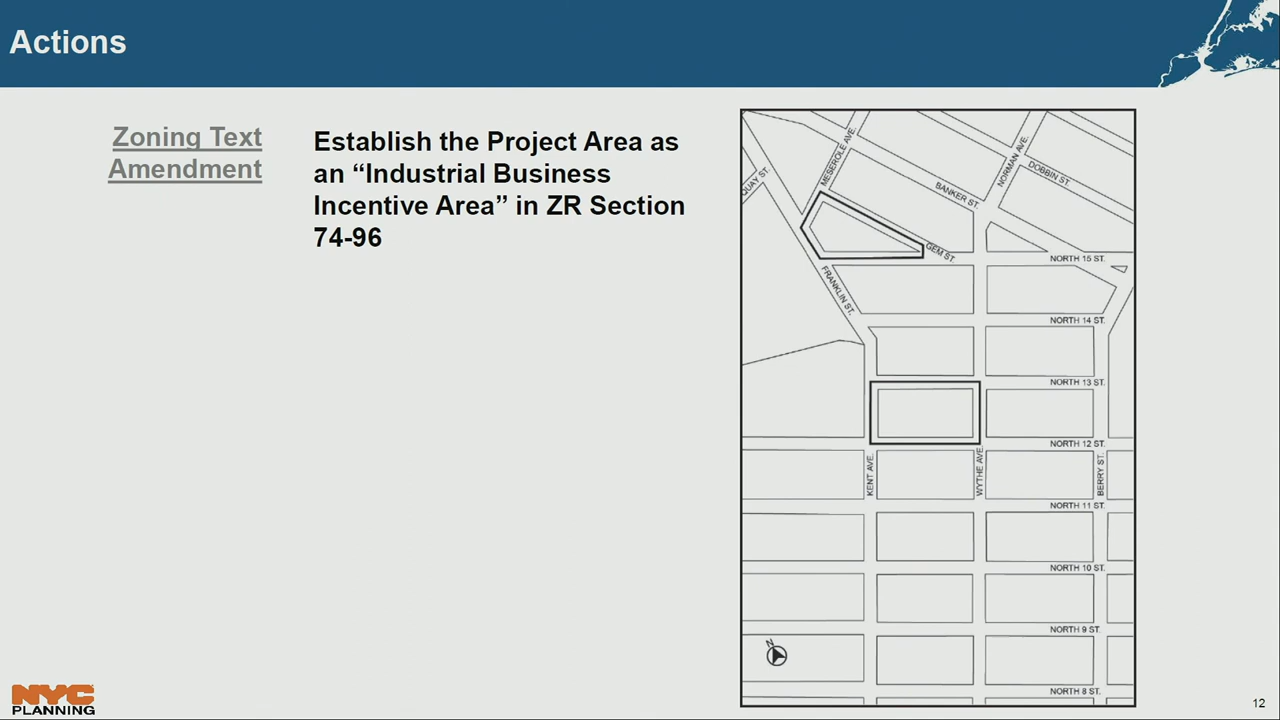 Actions
Zoning Text
Amendment
Establish the Project Area as
an “Industrial Business
Incentive Area” in ZR Section
74-96
MESEROLE AVE.
NORMAN AVE.
QUAY ST.
BANKER ST.
DOBBIN ST.
GEM ST.
NORTH 15 ST.
FRANKLIN ST.
NORTH 14 ST.
NORTH 13 ST.
NORTH 12 ST.
KENT AVE.
WYTHE AVE.
BERRY ST.
NORTH 11 ST.
NORTH 10 ST.
NORTH 9 ST.
N
NORTH 8 ST.
NYC
PLANNING
12